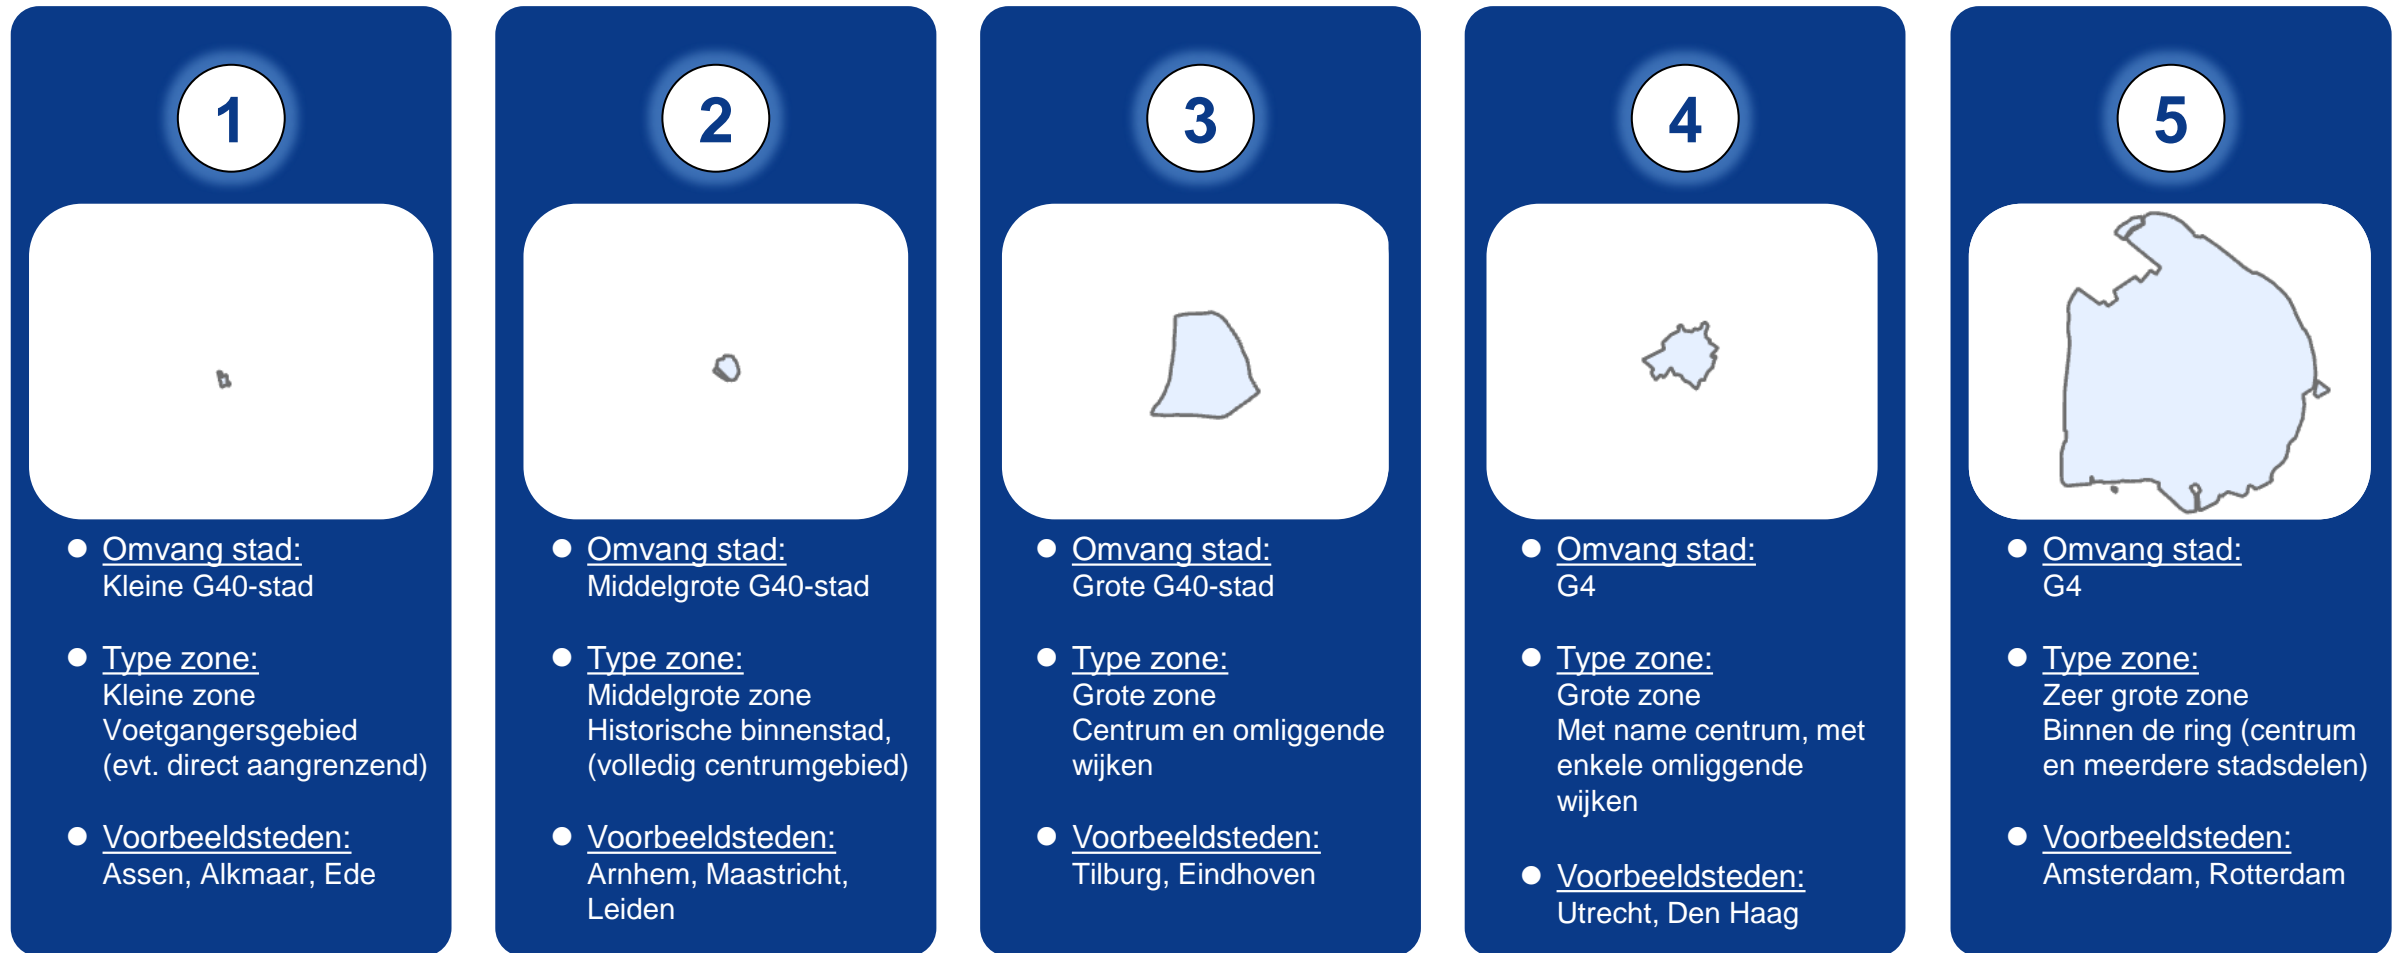 1
Omvang stad:
Kleine G40-stad
Type zone:
Kleine zone
Voetgangersgebied
(evt. direct aangrenzend)
Voorbeeldsteden:
Assen, Alkmaar, Ede
2
Omvang stad:
Middelgrote G40-stad
Type zone:
Middelgrote zone
Historische binnenstad,
(volledig centrumgebied)
Voorbeeldsteden:
Arnhem, Maastricht,
Leiden
3
Omvang stad:
Grote G40-stad
Type zone:
Grote zone
Centrum en omliggende
wijken
Voorbeeldsteden:
Tilburg, Eindhoven
4
Omvang stad:
G4
Type zone:
Grote zone
Met name centrum, met
enkele omliggende
wijken
Voorbeeldsteden:
Utrecht, Den Haag
5
Omvang stad:
G4
Type zone:
Zeer grote zone
Binnen de ring (centrum
en meerdere stadsdelen)
Voorbeeldsteden:
Amsterdam, Rotterdam